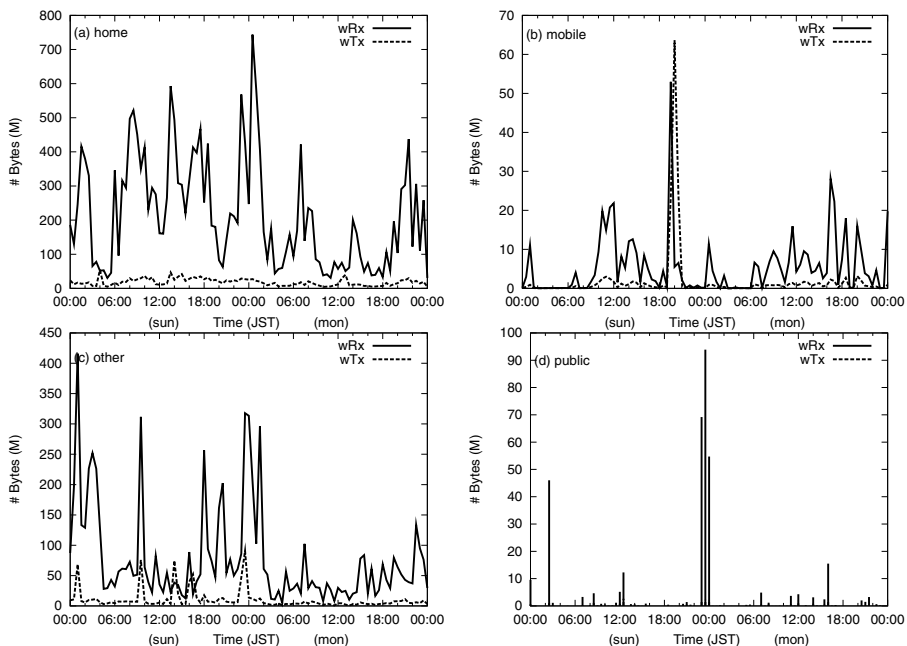 (a) home
wRx
wTx
800
700
600
500
400
300
200
100
0
# Bytes (M)
00:00 06:00 12:00 18:00 00:00 06:00 12:00 18:00 00:00
(sun) Time (JST) (mon)
(b) mobile
wRx
wTx
70
60
50
40
30
20
10
0
# Bytes (M)
00:00 06:00 12:00 18:00 00:00 06:00 12:00 18:00 00:00
(sun) Time (JST) (mon)
(c) other
wRx
wTx
450
400
350
300
250
200
150
100
50
0
# Bytes (M)
00:00 06:00 12:00 18:00 00:00 06:00 12:00 18:00 00:00
(sun) Time (JST) (mon)
(d) public
wRx
wTx
100
90
80
70
60
50
40
30
20
10
0
# Bytes (M)
00:00 06:00 12:00 18:00 00:00 06:00 12:00 18:00 00:00
(sun) Time (JST) (mon)